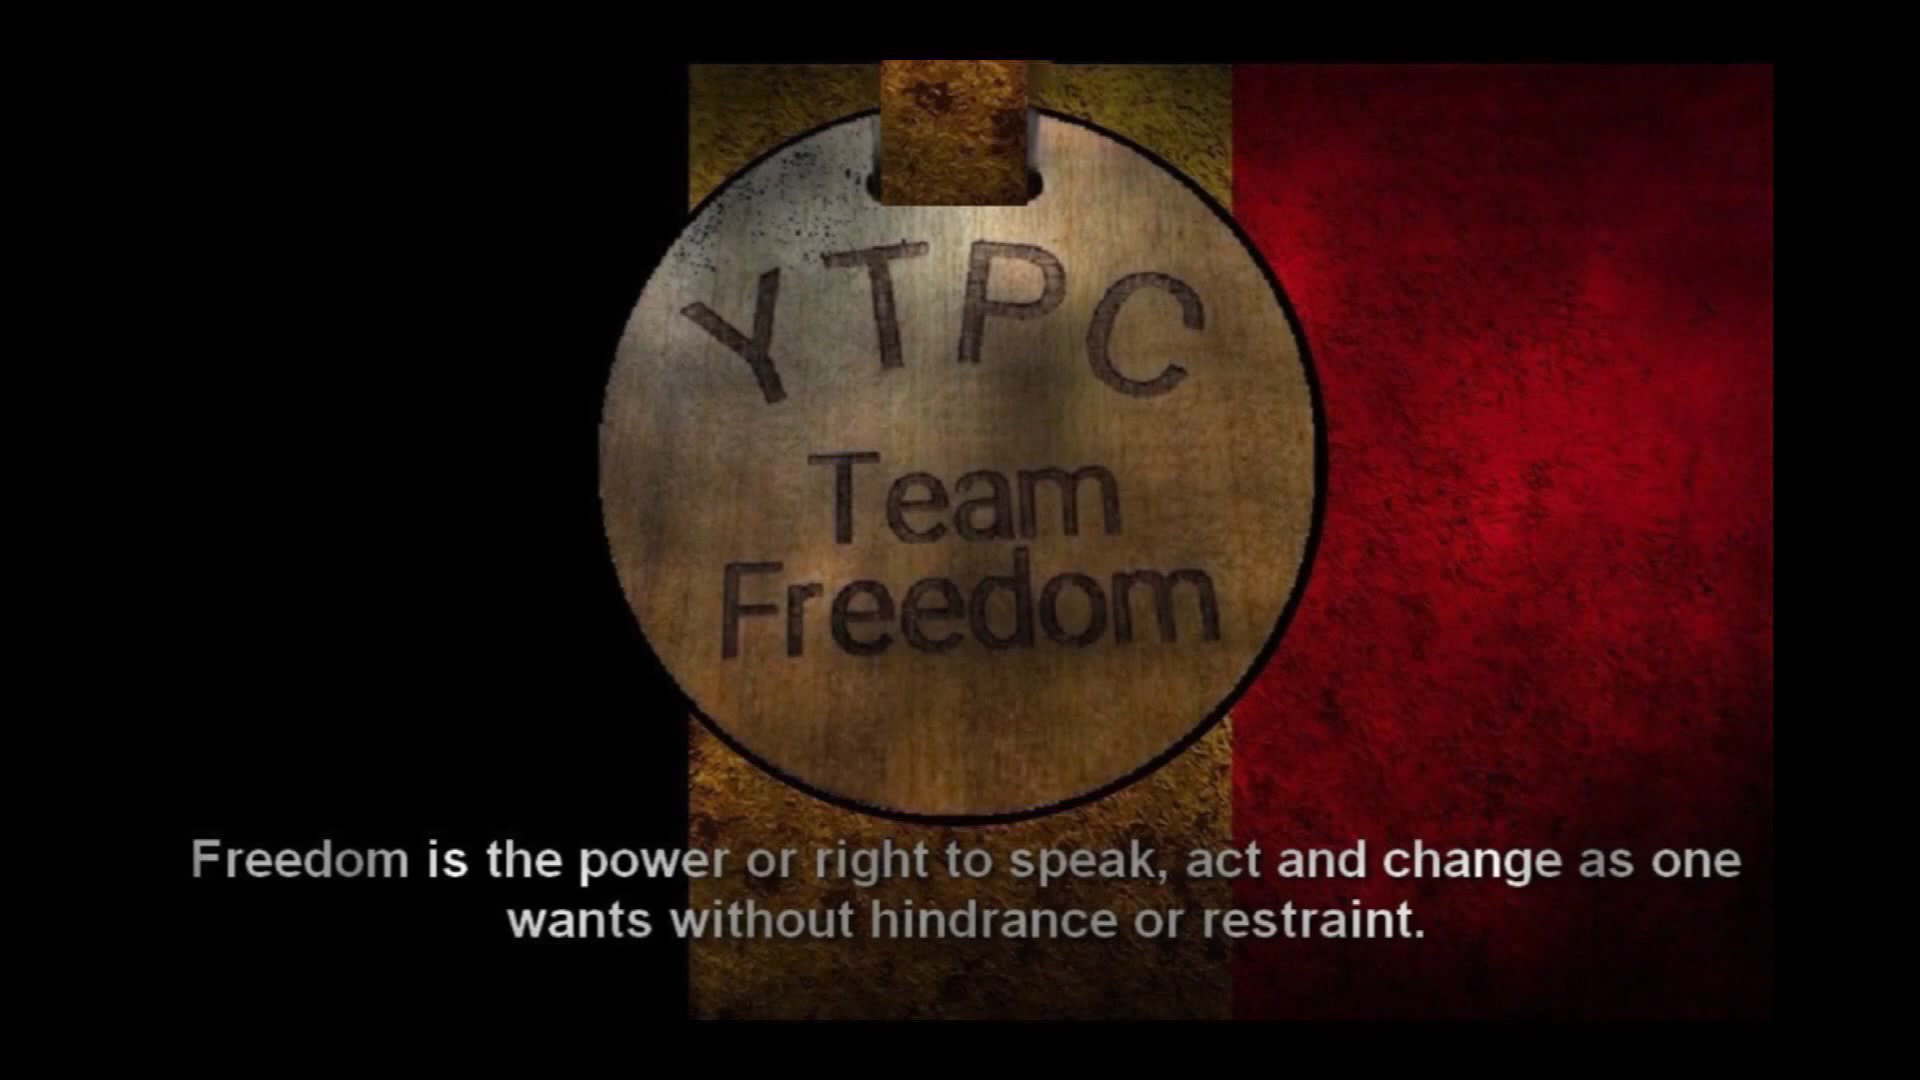 YTPC
Team
Freedom
Freedom is the power or right to speak, act and change as one
wants without hindrance or restraint.